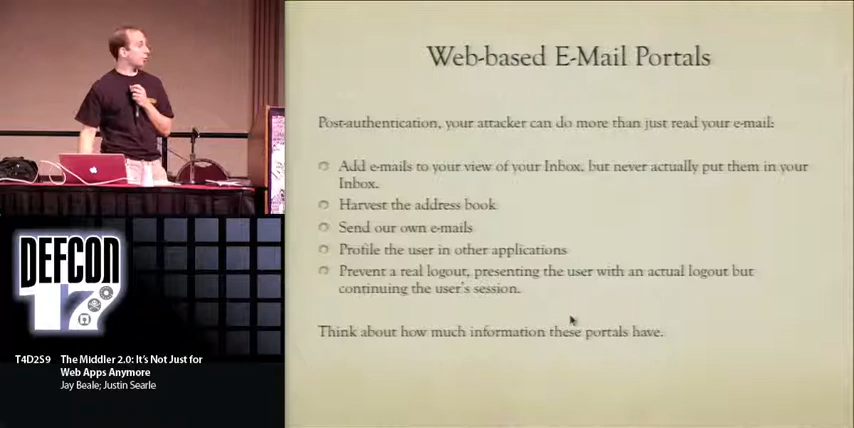 Web-based E-Mail Portals
Post-authentication, your attacker can do more than just read your e-mail:
Add e-mails to your view of your Inbox, but never actually put them in your
Inbox.
Harvest the address book
Send our own e-mails
Profile the user in other applications
Prevent a real logout, presenting the user with an actual logout but
continuing the user's session.
Think about how much information these portals have.
DEFCON
17
T4D2S9 The Middler 2.0: It's Not Just for
Web Apps Anymore
Jay Beale; Justin Searle